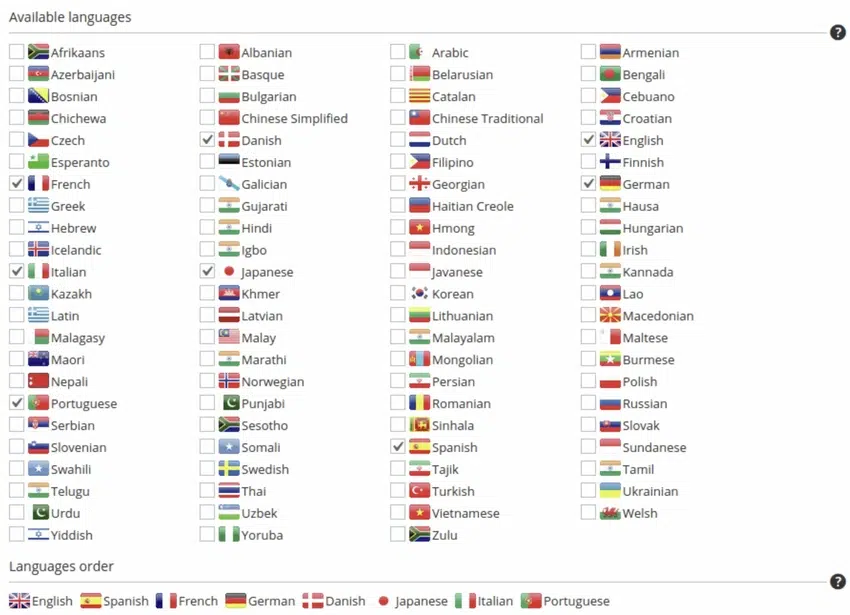 Available languages
?
Afrikaans Albanian Arabic Armenian
Azerbaijani Basque Belarusian Bengali
Bosnian Bulgarian Catalan Cebuano
Chichewa Chinese Simplified Chinese Traditional Croatian
Czech Danish Dutch English
Esperanto Estonian Filipino Finnish
French Galician Georgian German
Greek Gujarati Haitian Creole Hausa
Hebrew Hindi Hmong Hungarian
Icelandic Igbo Indonesian Irish
Italian Japanese Javanese Kannada
Kazakh Khmer Korean Lao
Latin Latvian Lithuanian Macedonian
Malagasy Malay Malayalam Maltese
Maori Marathi Mongolian Burmese
Nepali Norwegian Persian Polish
Portuguese Punjabi Romanian Russian
Serbian Sesotho Sinhala Slovak
Slovenian Somali Spanish Sundanese
Swahili Swedish Tajik Tamil
Telugu Thai Turkish Ukrainian
Urdu Uzbek Vietnamese Welsh
Yiddish Yoruba Zulu
Languages order
?
English Spanish French German Danish Japanese Italian Portuguese